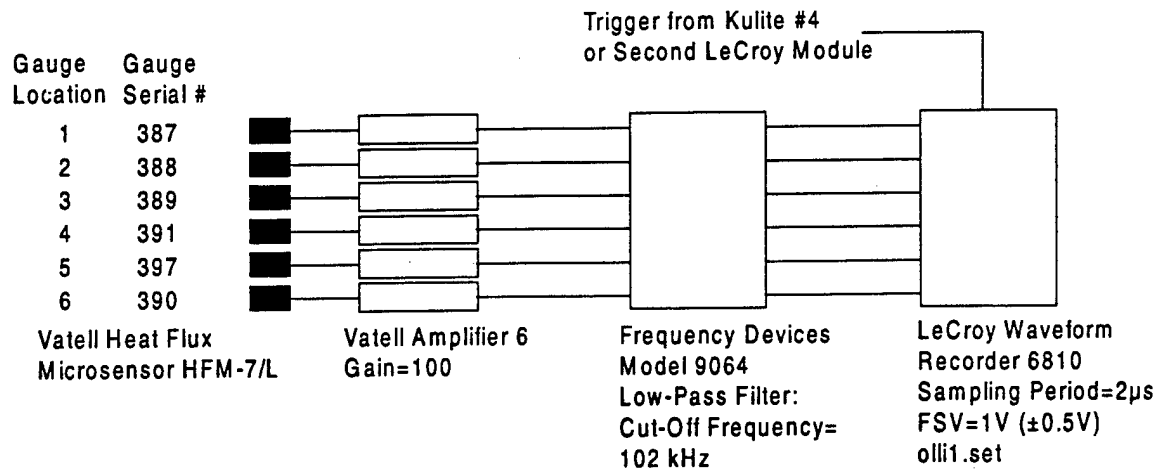 Trigger from Kulite #4
or Second LeCroy Module
Gauge Gauge
Location Serial #
1 387
2 388
3 389
4 391
5 397
6 390
Vatell Heat Flux
Microsensor HFM-7/L
Vatell Amplifier 6
Gain=100
Frequency Devices
Model 9064
Low-Pass Filter:
Cut-Off Frequency=
102 kHz
LeCroy Waveform
Recorder 6810
Sampling Period=2µs
FSV=1V (±0.5V)
olli1.set